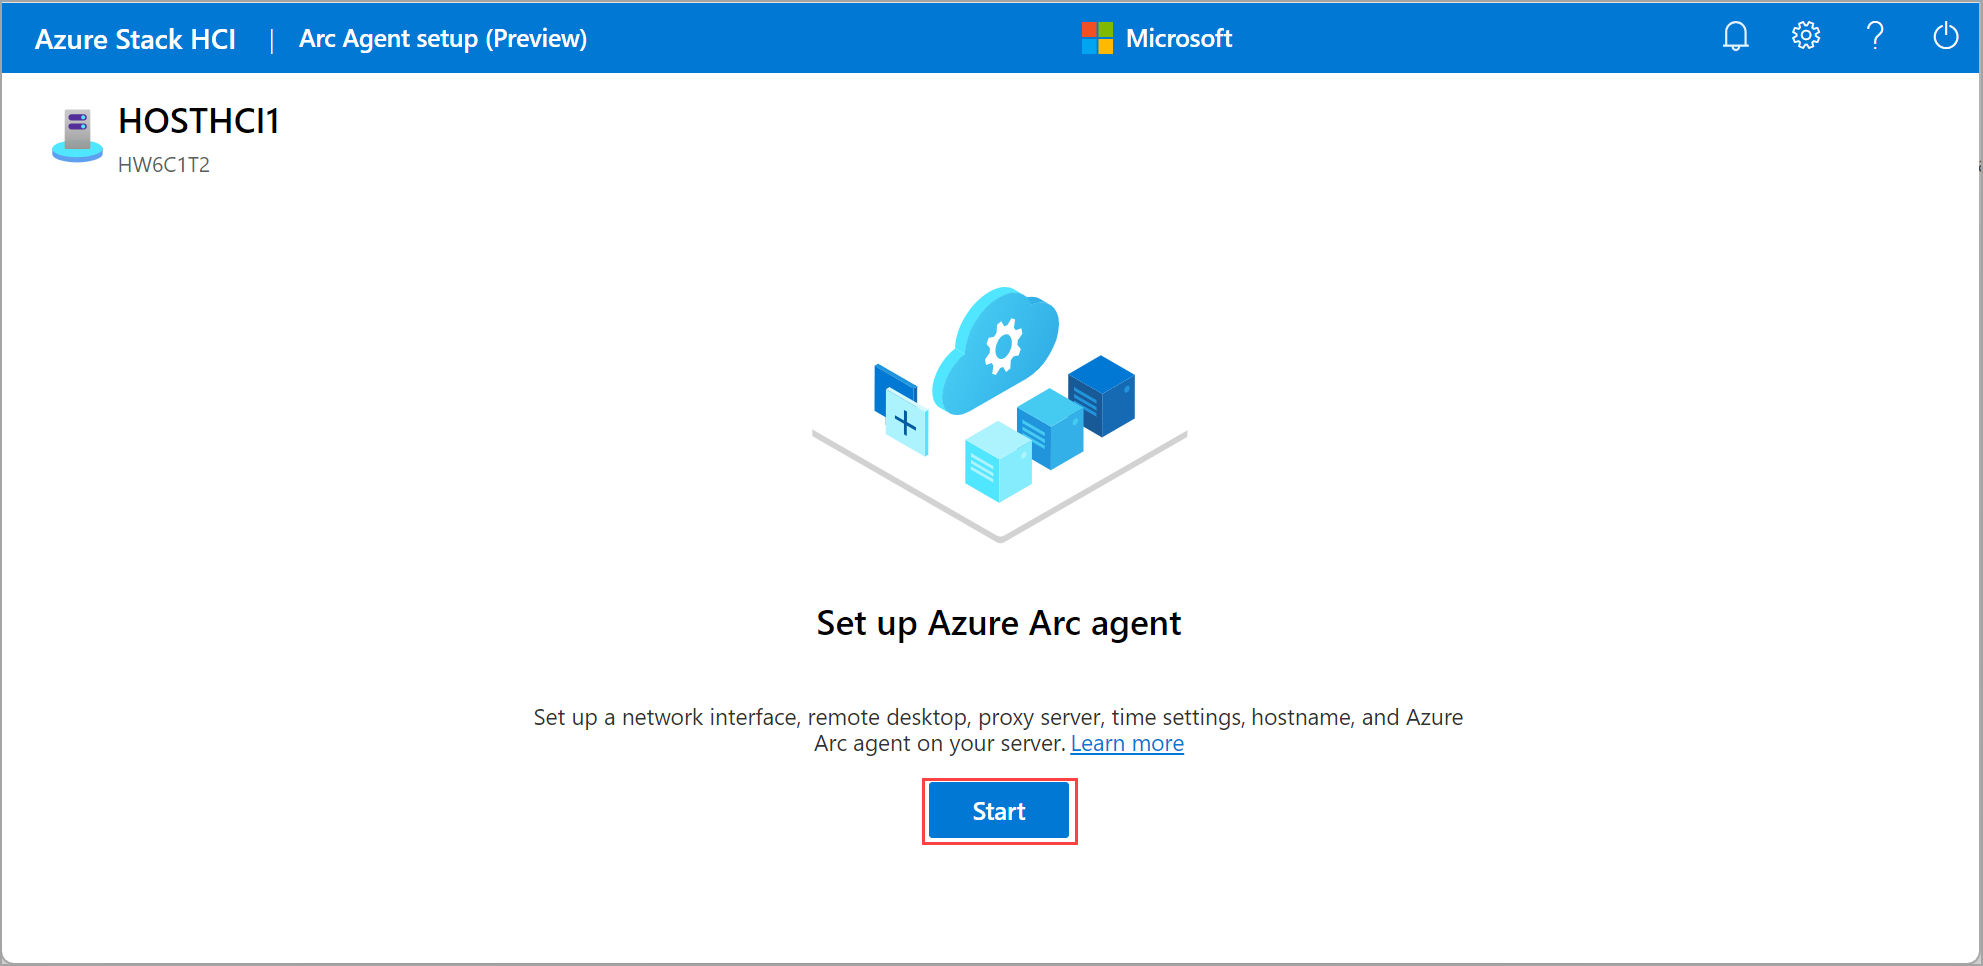 Azure Stack HCI | Arc Agent setup (Preview)
Microsoft
HOSTHCI1
HW6C1T2
Set up Azure Arc agent
Set up a network interface, remote desktop, proxy server, time settings, hostname, and Azure
Arc agent on your server. Learn more
Start